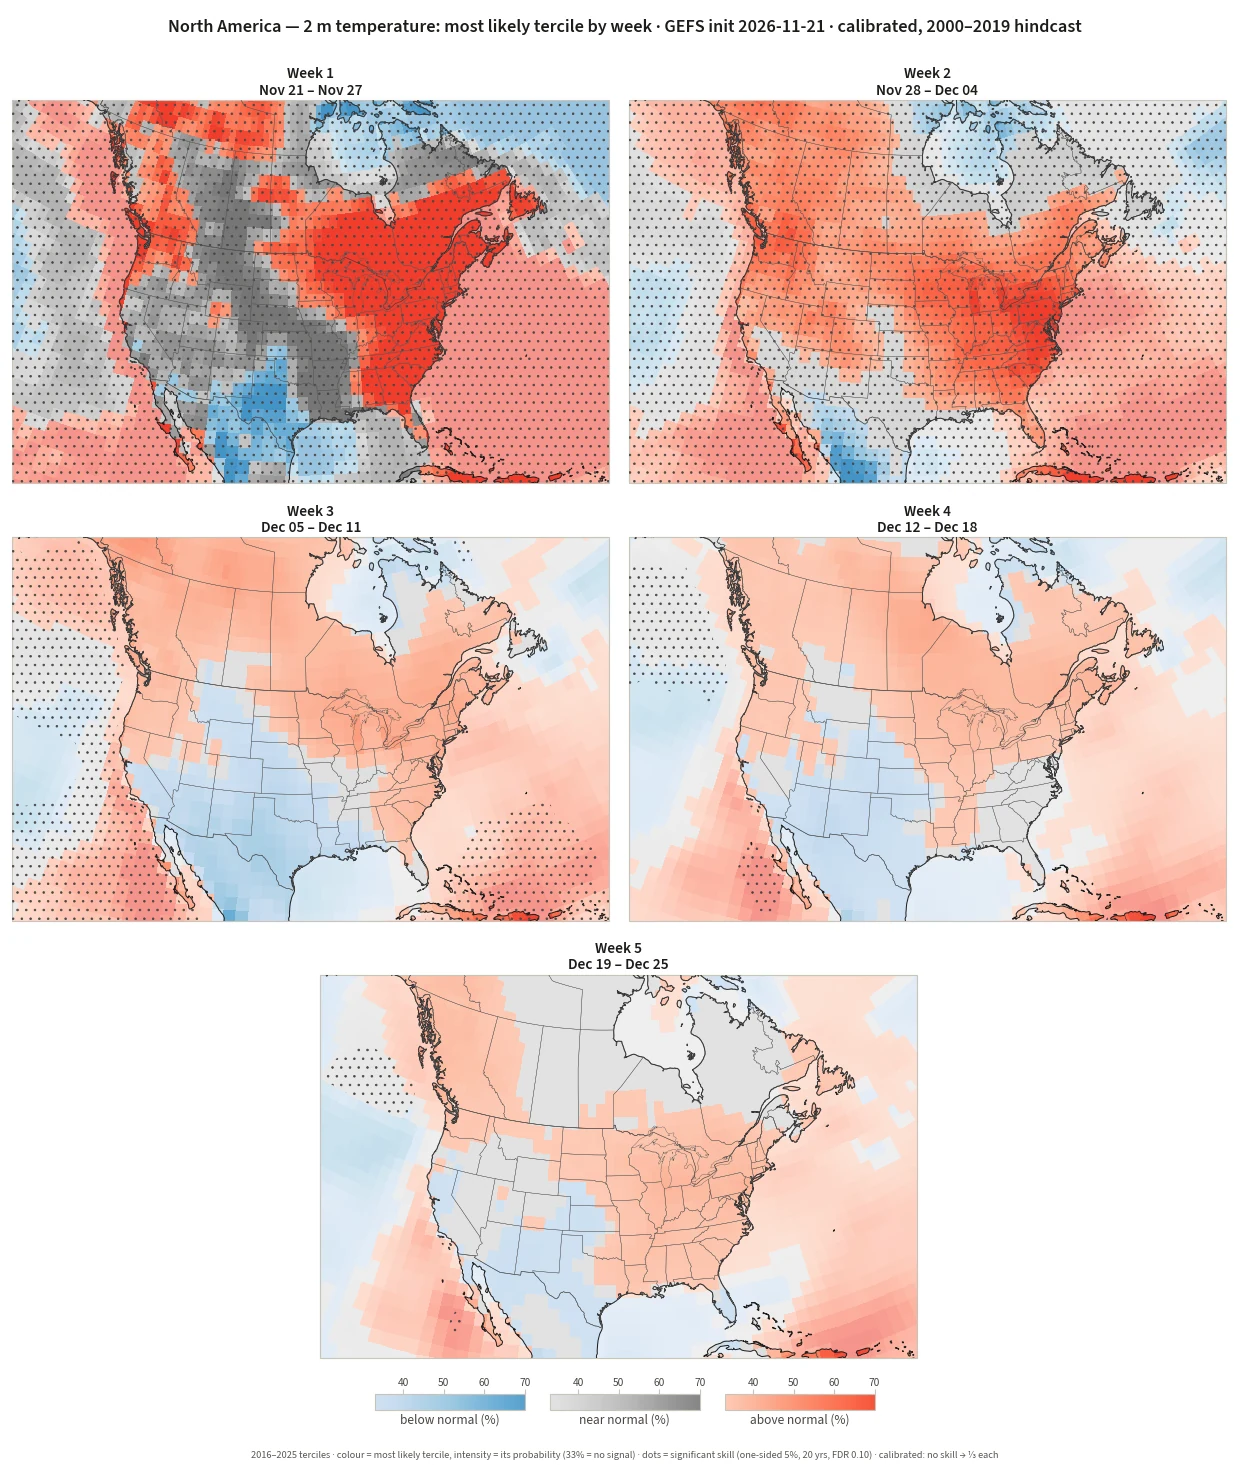 North America — 2 m temperature: most likely tercile by week · GEFS init 2026-11-21 · calibrated, 2000–2019 hindcast
Week 1
Nov 21 – Nov 27
Week 2
Nov 28 – Dec 04
Week 3
Dec 05 – Dec 11
Week 4
Dec 12 – Dec 18
Week 5
Dec 19 – Dec 25
40 50 60 70
below normal (%)
40 50 60 70
near normal (%)
40 50 60 70
above normal (%)
2016–2025 terciles · colour = most likely tercile, intensity = its probability (33% = no signal) · dots = significant skill (one-sided 5%, 20 yrs, FDR 0.10) · calibrated: no skill → ⅓ each